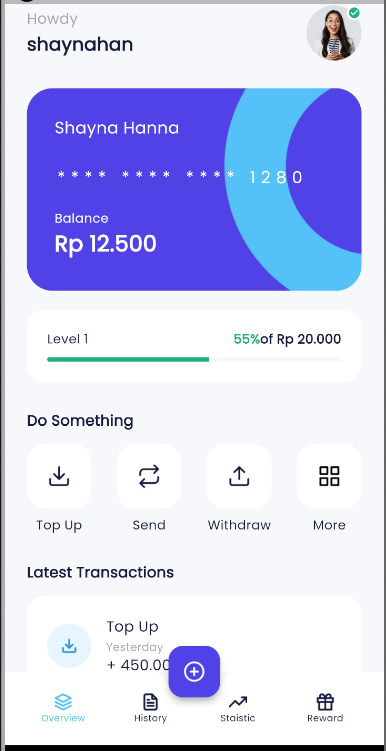 Howdy
shaynahan
Shayna Hanna
**** **** **** 1280
Balance
Rp 12.500
Level 1
55%of Rp 20.000
Do Something
Top Up
Send
Withdraw
More
Latest Transactions
Top Up
Yesterday
+ 450.00
Overview
History
Staistic
Reward